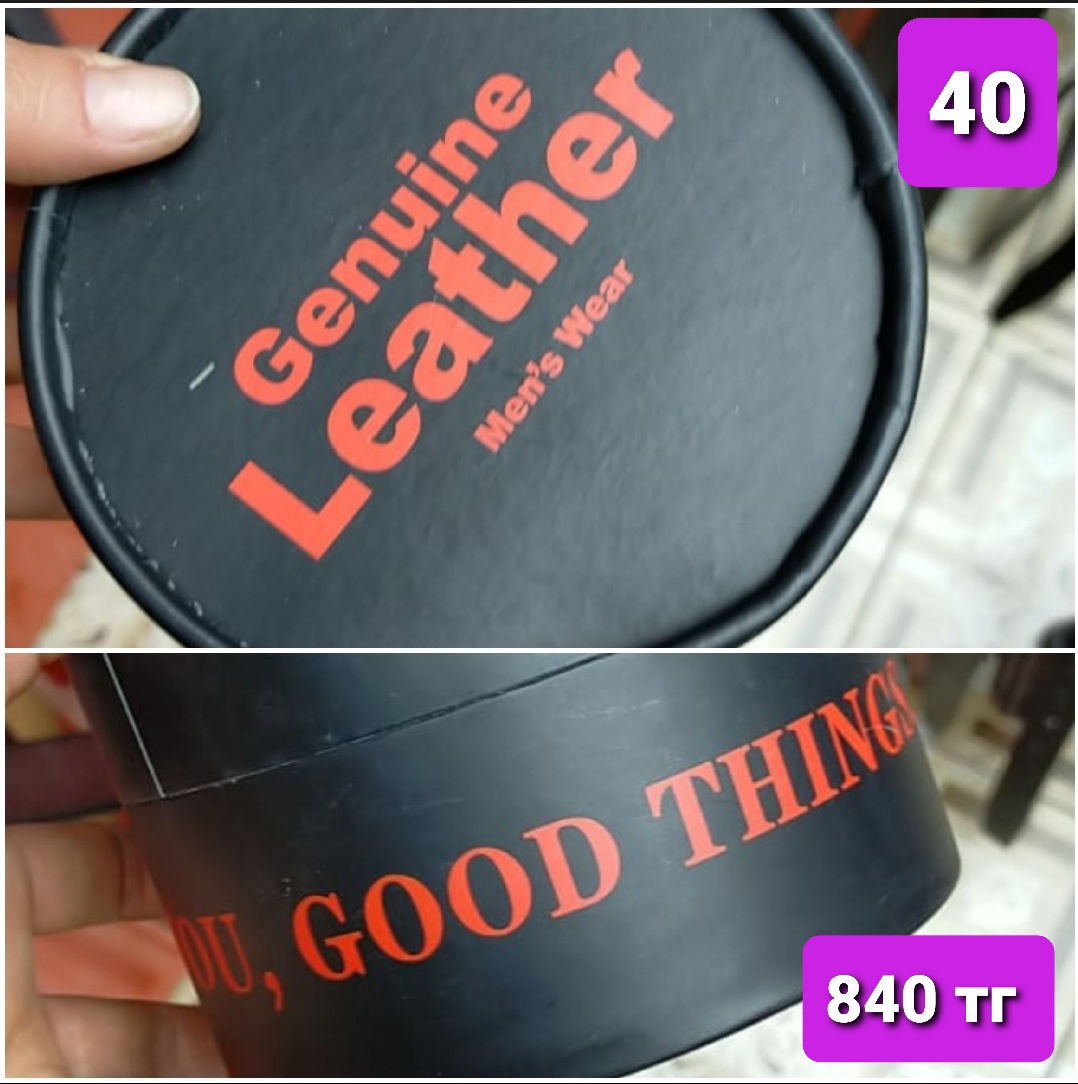 40
Genuine
Leather
Men's Wear
OU, GOOD THINGS
840 тг